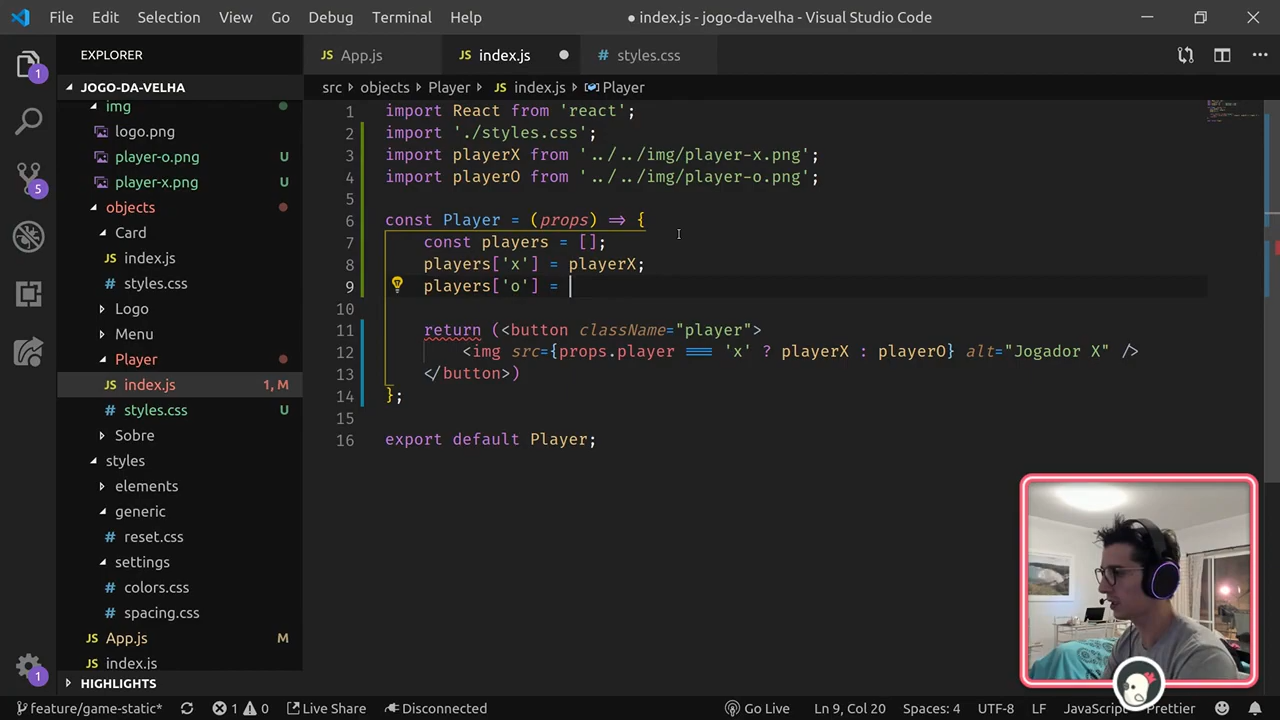 File Edit Selection View Go Debug Terminal Help
● index.js - jogo-da-velha - Visual Studio Code
EXPLORER
JOGO-DA-VELHA
img
logo.png
player-o.png U
player-x.png U
objects
Card
index.js
styles.css
Logo
Menu
Player
index.js 1, M
styles.css U
Sobre
styles
elements
generic
reset.css
settings
colors.css
spacing.css
App.js M
index.js
HIGHLIGHTS
1
S
1
App.js index.js styles.css
src > objects > Player > index.js > Player
1 import React from 'react';
2 import './styles.css';
3 import playerX from '../../img/player-x.png';
4 import playerO from '../../img/player-o.png';
5
6 const Player = (props) => {
7 const players = [];
8 players['x'] = playerX;
9 players['o'] =
10
11 return (<button className="player">
12 <img src={props.player === 'x' ? playerX : playerO} alt="Jogador X" />
13 </button>)
14 };
15
16 export default Player;
feature/game-static* 1 0 Live Share Disconnected Go Live Ln 9, Col 20 Spaces: 4 UTF-8 LF JavaScript Prettier